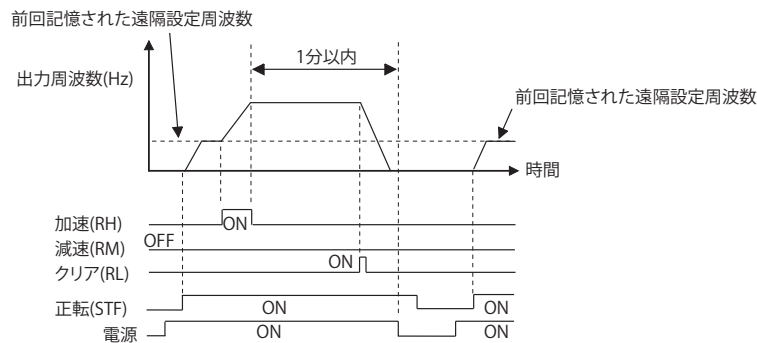 前回記憶された遠隔設定周波数
1分以内
出力周波数(Hz)
前回記憶された遠隔設定周波数
時間
加速(RH)
ON
減速(RM)
OFF
クリア(RL)
ON
正転(STF)
ON
ON
電源
ON
ON